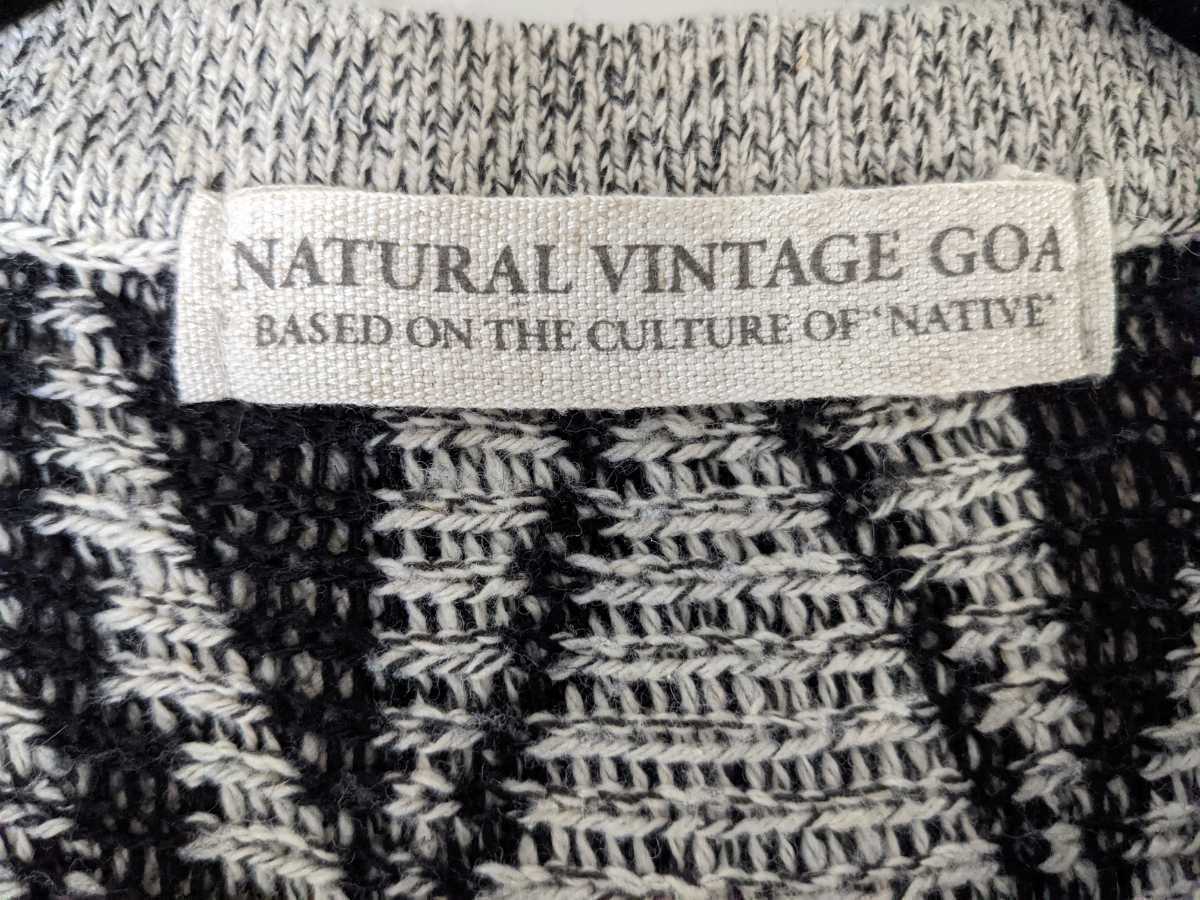 NATURAL VINTAGE GOA
BASED ON THE CULTURE OF ‘NATIVE’